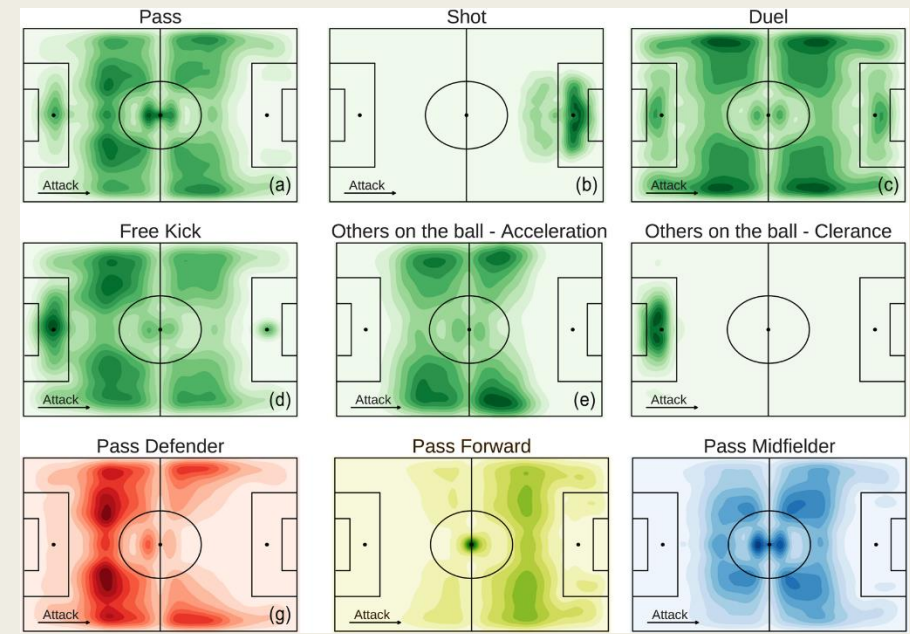 Pass
Shot
Duel
Attack
(a)
Attack
(b)
Attack
(c)
Free Kick
Others on the ball - Acceleration
Others on the ball - Clerance
Attack
(d)
Attack
(e)
Attack
Pass Defender
Pass Forward
Pass Midfielder
Attack
(g)
Attack
Attack